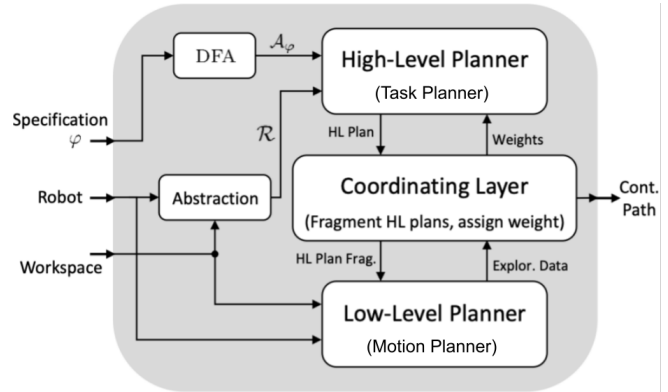 DFA
𝒜φ
High-Level Planner
(Task Planner)
Specification
φ
HL Plan
Weights
ℛ
Robot
Abstraction
Coordinating Layer
(Fragment HL plans, assign weight)
Cont.
Path
Workspace
HL Plan Frag.
Explor. Data
Low-Level Planner
(Motion Planner)